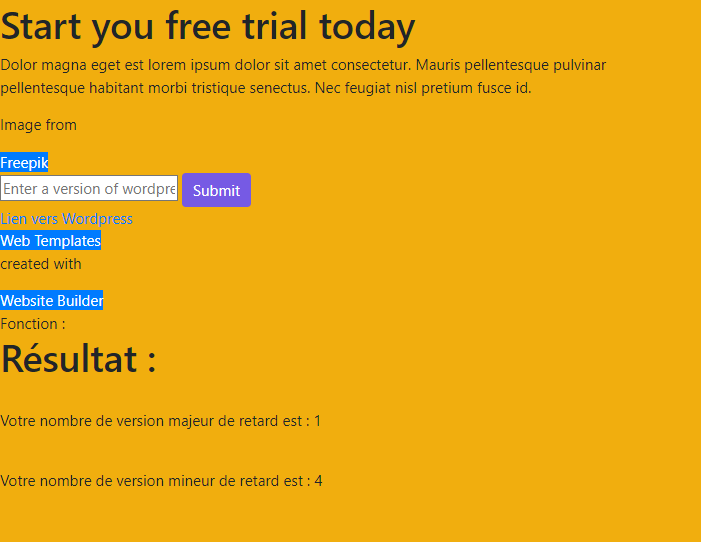 Start you free trial today
Dolor magna eget est lorem ipsum dolor sit amet consectetur. Mauris pellentesque pulvinar
pellentesque habitant morbi tristique senectus. Nec feugiat nisl pretium fusce id.
Image from
Freepik
Enter a version of wordpre
Submit
Lien vers Wordpress
Web Templates
created with
Website Builder
Fonction :
Résultat :
Votre nombre de version majeur de retard est : 1
Votre nombre de version mineur de retard est : 4